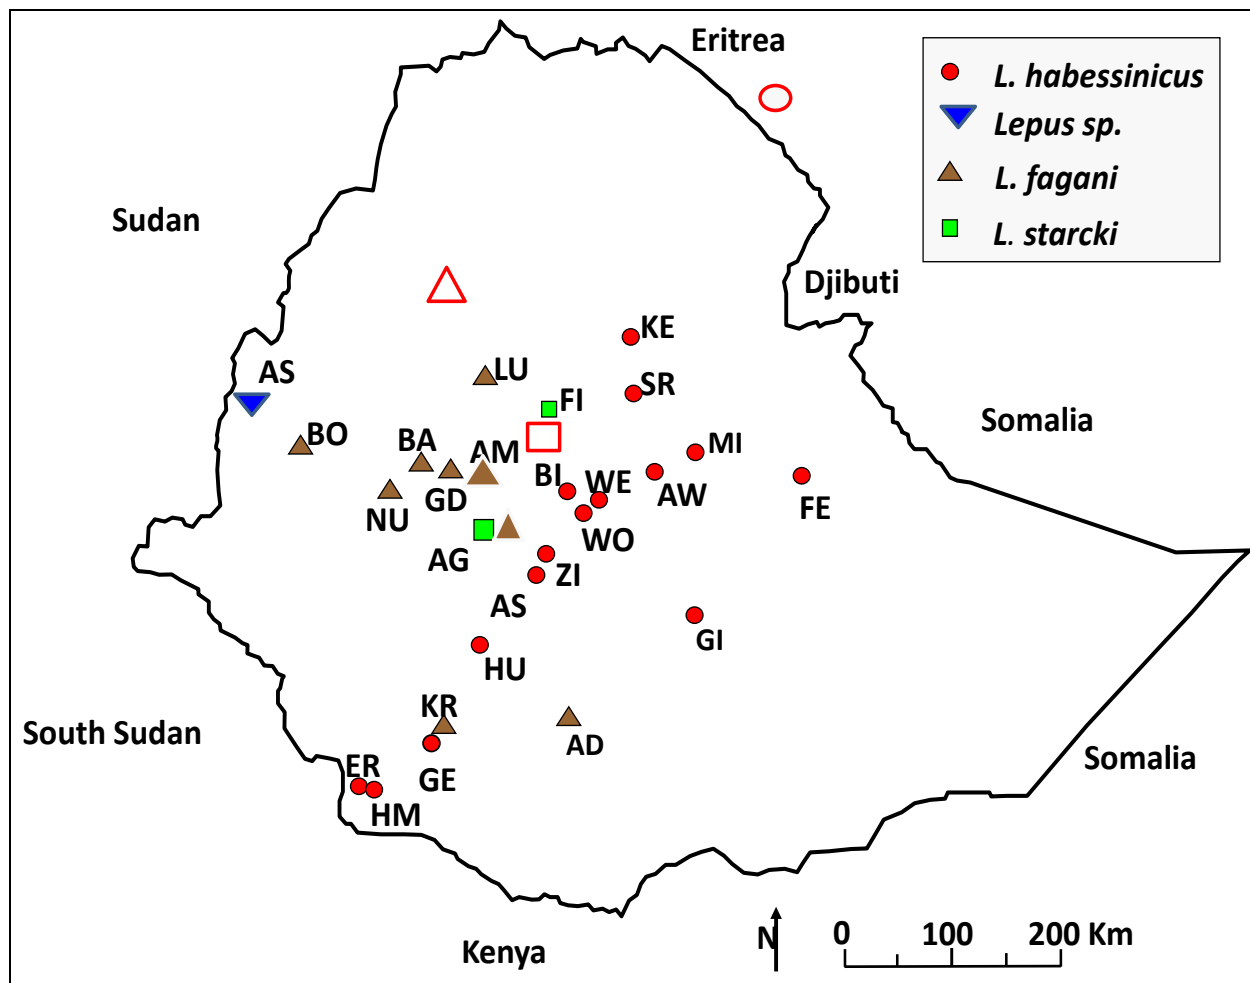 Eritrea
L. habessinicus
Lepus sp.
L. fagani
L. starcki
Sudan
Djibuti
KE
AS
LU
SR
FI
Somalia
BO
BA
AM
MI
BI
WE
AW
GD
FE
NU
WO
AG
ZI
AS
GI
HU
KR
South Sudan
AD
Somalia
ER
GE
HM
N
0
100
200 Km
Kenya